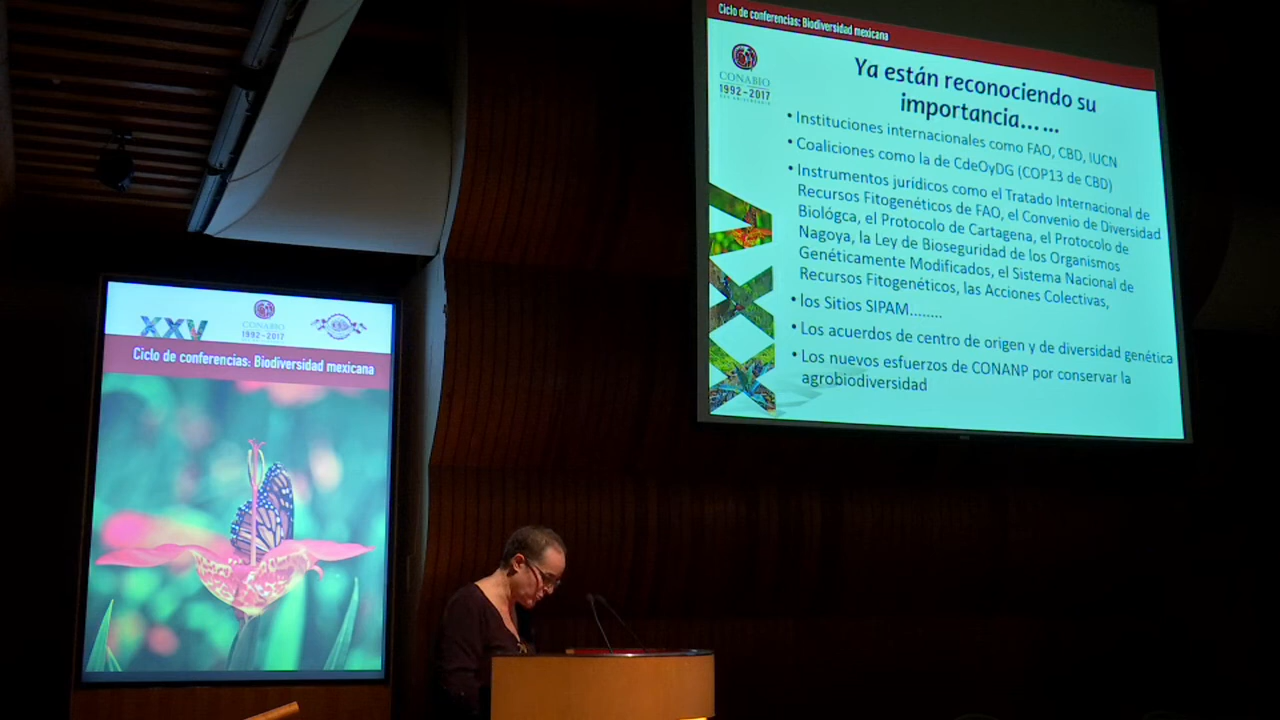 Ciclo de conferencias: Biodiversidad mexicana
CONABIO
1992-2017
Ya están reconociendo su
importancia... ...
• Instituciones internacionales como FAO, CBD, IUCN
• Coaliciones como la de CdeOyDG (COP13 de CBD)
• Instrumentos jurídicos como el Tratado Internacional de
Recursos Fitogenéticos de FAO, el Convenio de Diversidad
Biológca, el Protocolo de Cartagena, el Protocolo de
Nagoya, la Ley de Bioseguridad de los Organismos
Genéticamente Modificados, el Sistema Nacional de
Recursos Fitogenéticos, las Acciones Colectivas,
• los Sitios SIPAM........
• Los acuerdos de centro de origen y de diversidad genética
• Los nuevos esfuerzos de CONANP por conservar la
agrobiodiversidad
XXV
XXV
CONABIO
1992-2017
Ciclo de conferencias: Biodiversidad mexicana